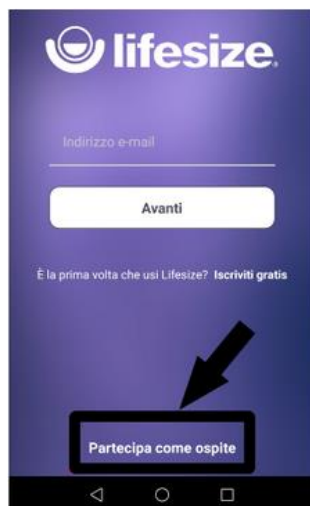 lifesize
Indirizzo e-mail
Avanti
È la prima volta che usi Lifesize? Iscriviti gratis
Partecipa come ospite